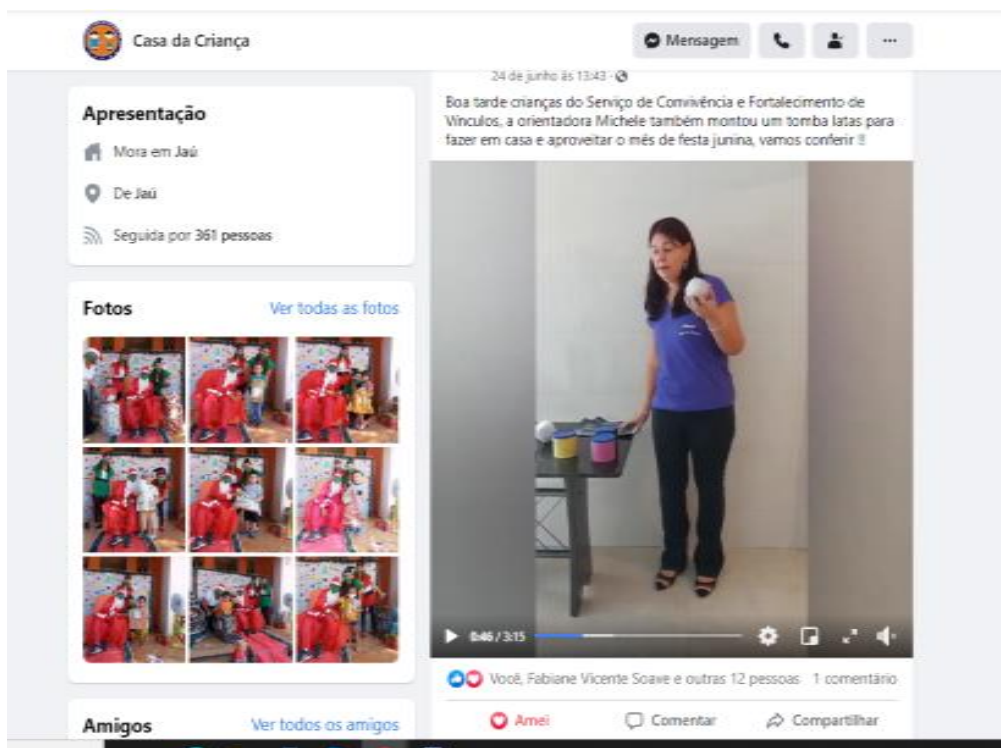 Casa da Criança
Mensagem
Apresentação
Mora em Jaú
De Jaú
Seguida por 361 pessoas
Fotos
Ver todas as fotos
Amigos
Ver todos os amigos
24 de junho às 13:43 ·
Boa tarde crianças do Serviço de Convivência e Fortalecimento de
Vínculos, a orientadora Michele também montou um tomba latas para
fazer em casa e aproveitar o mês de festa junina, vamos conferir !!
0:46 / 3:15
Você, Fabiane Vicente Soave e outras 12 pessoas
1 comentário
Amei
Comentar
Compartilhar